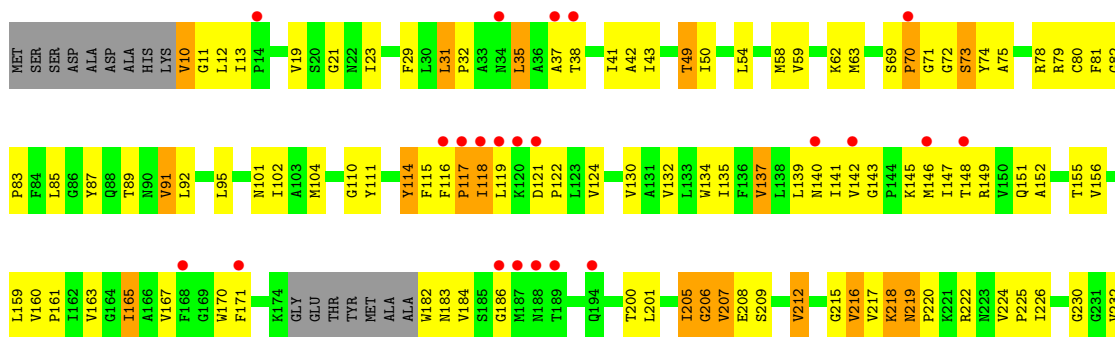 MET SER SER ASP ALA ASP ALA HIS LYS V10 G11 L12 I13 P14 V19 S20 G21 N22 I23 F29 L30 L31 P32 A33 N34 L35 A36 A37 T38 I41 A42 I43 T49 I50 L54 M58 V59 K62 M63 S69 P70 G71 G72 S73 Y74 A75 R78 R79 C80 F81 G82
P83 F84 L85 G86 Y87 Q88 T89 N90 V91 L92 L95 N101 I102 A103 M104 G110 Y111 Y114 F115 F116 P117 I118 L119 K120 D121 P122 L123 V124 V130 A131 V132 L133 W134 I135 F136 V137 L138 L139 N140 I141 V142 G143 P144 K145 M146 I147 T148 R149 V150 Q151 A152 T155 V156
L159 V160 P161 I162 V163 G164 I165 A166 V167 F168 G169 W170 F171 K174 GLY GLU THR TYR MET ALA ALA W182 N183 V184 S185 G186 M187 N188 T189 Q194 T200 L201 I205 G206 V207 E208 S209 V212 G215 V216 V217 K218 N219 P220 K221 R222 N223 V224 P225 I226 G230 G231 V232